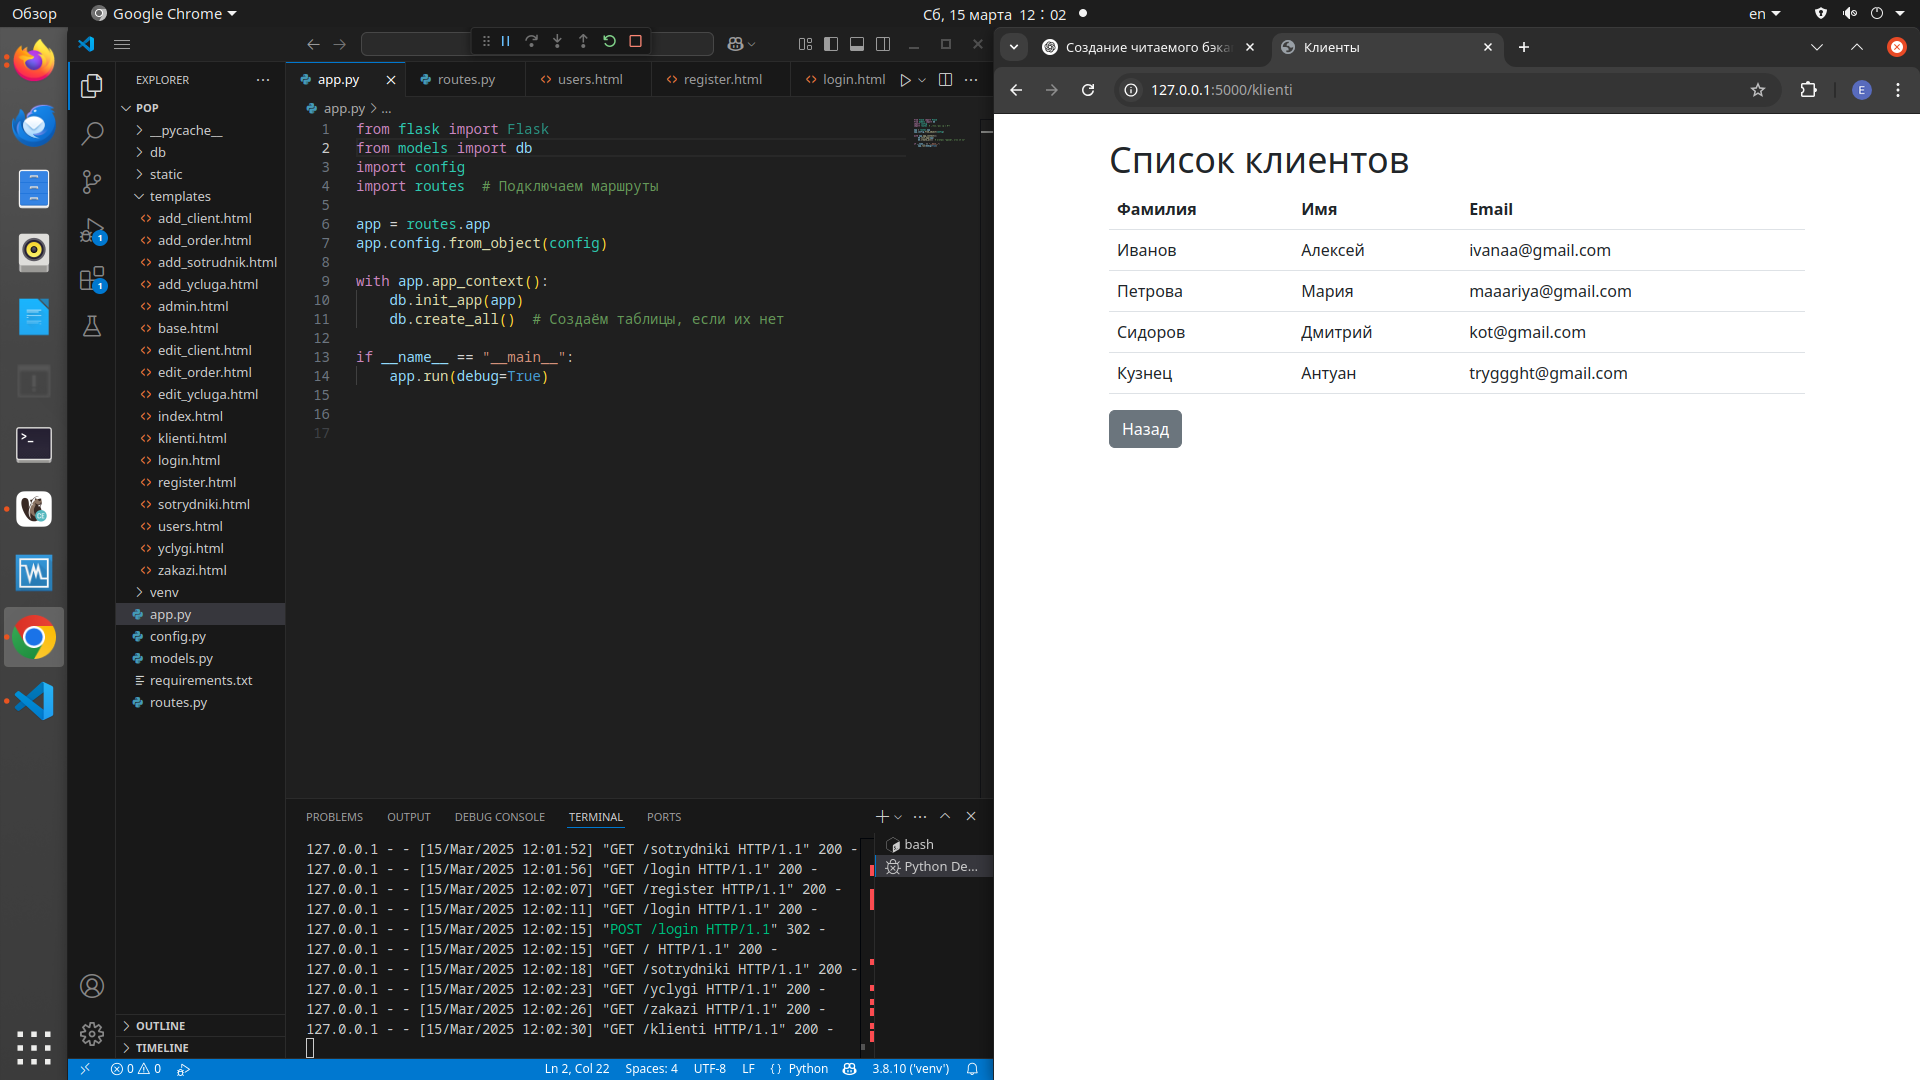 Обзор
Google Chrome
Сб, 15 марта 12:02
en
EXPLORER
POP
__pycache__
db
static
templates
add_client.html
add_order.html
add_sotrudnik.html
add_ycluga.html
admin.html
base.html
edit_client.html
edit_order.html
edit_ycluga.html
index.html
klienti.html
login.html
register.html
sotrydniki.html
users.html
yclygi.html
zakazi.html
venv
app.py
config.py
models.py
requirements.txt
routes.py
OUTLINE
TIMELINE
1
1
app.py
routes.py
users.html
register.html
login.html
app.py > ...
1 from flask import Flask
2 from models import db
3 import config
4 import routes  # Подключаем маршруты
5
6 app = routes.app
7 app.config.from_object(config)
8
9 with app.app_context():
10     db.init_app(app)
11     db.create_all()  # Создаём таблицы, если их нет
12
13 if __name__ == "__main__":
14     app.run(debug=True)
15
16
17
PROBLEMS OUTPUT DEBUG CONSOLE TERMINAL PORTS
127.0.0.1 - - [15/Mar/2025 12:01:52] "GET /sotrydniki HTTP/1.1" 200 -
127.0.0.1 - - [15/Mar/2025 12:01:56] "GET /login HTTP/1.1" 200 -
127.0.0.1 - - [15/Mar/2025 12:02:07] "GET /register HTTP/1.1" 200 -
127.0.0.1 - - [15/Mar/2025 12:02:11] "GET /login HTTP/1.1" 200 -
127.0.0.1 - - [15/Mar/2025 12:02:15] "POST /login HTTP/1.1" 302 -
127.0.0.1 - - [15/Mar/2025 12:02:15] "GET / HTTP/1.1" 200 -
127.0.0.1 - - [15/Mar/2025 12:02:18] "GET /sotrydniki HTTP/1.1" 200 -
127.0.0.1 - - [15/Mar/2025 12:02:23] "GET /yclygi HTTP/1.1" 200 -
127.0.0.1 - - [15/Mar/2025 12:02:26] "GET /zakazi HTTP/1.1" 200 -
127.0.0.1 - - [15/Mar/2025 12:02:30] "GET /klienti HTTP/1.1" 200 -
bash
Python De...
0 0
Ln 2, Col 22 Spaces: 4 UTF-8 LF {} Python 3.8.10 ('venv')
Создание читаемого бэка
Клиенты
127.0.0.1:5000/klienti
E
Список клиентов
Фамилия Имя Email
Иванов Алексей ivanaa@gmail.com
Петрова Мария maaariya@gmail.com
Сидоров Дмитрий kot@gmail.com
Кузнец Антуан tryggght@gmail.com
Назад